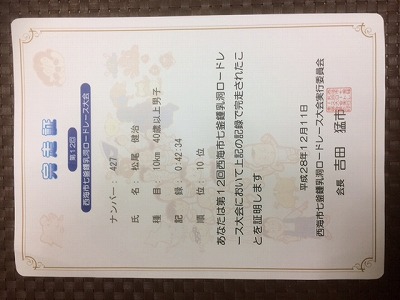 完走証
第12回
西海市七釜鍾乳洞ロードレース大会
ナンバー: 427
氏 名: 松尾 健治
種 目: 10km 40歳以上男子
記 録: 0:42:34
順 位: 10 位
あなたは第12回西海市七釜鍾乳洞ロードレ
ース大会において上記の記録で完走されたこ
とを証明します
平成28年12月11日
西海市七釜鍾乳洞ロードレース大会実行委員会
会長 吉田 猛市